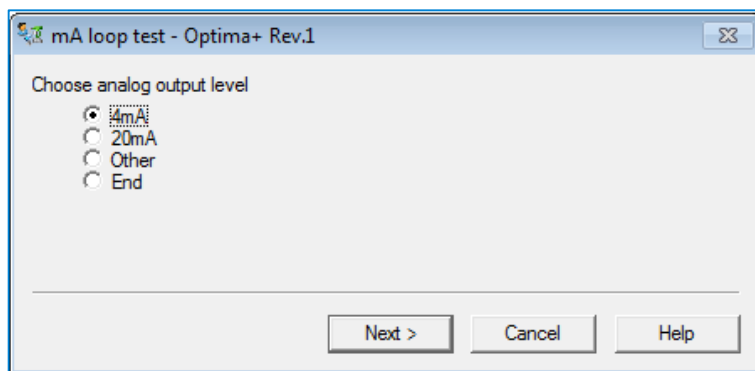 mA loop test - Optima+ Rev.1
Choose analog output level
4mA
20mA
Other
End
Next >
Cancel
Help